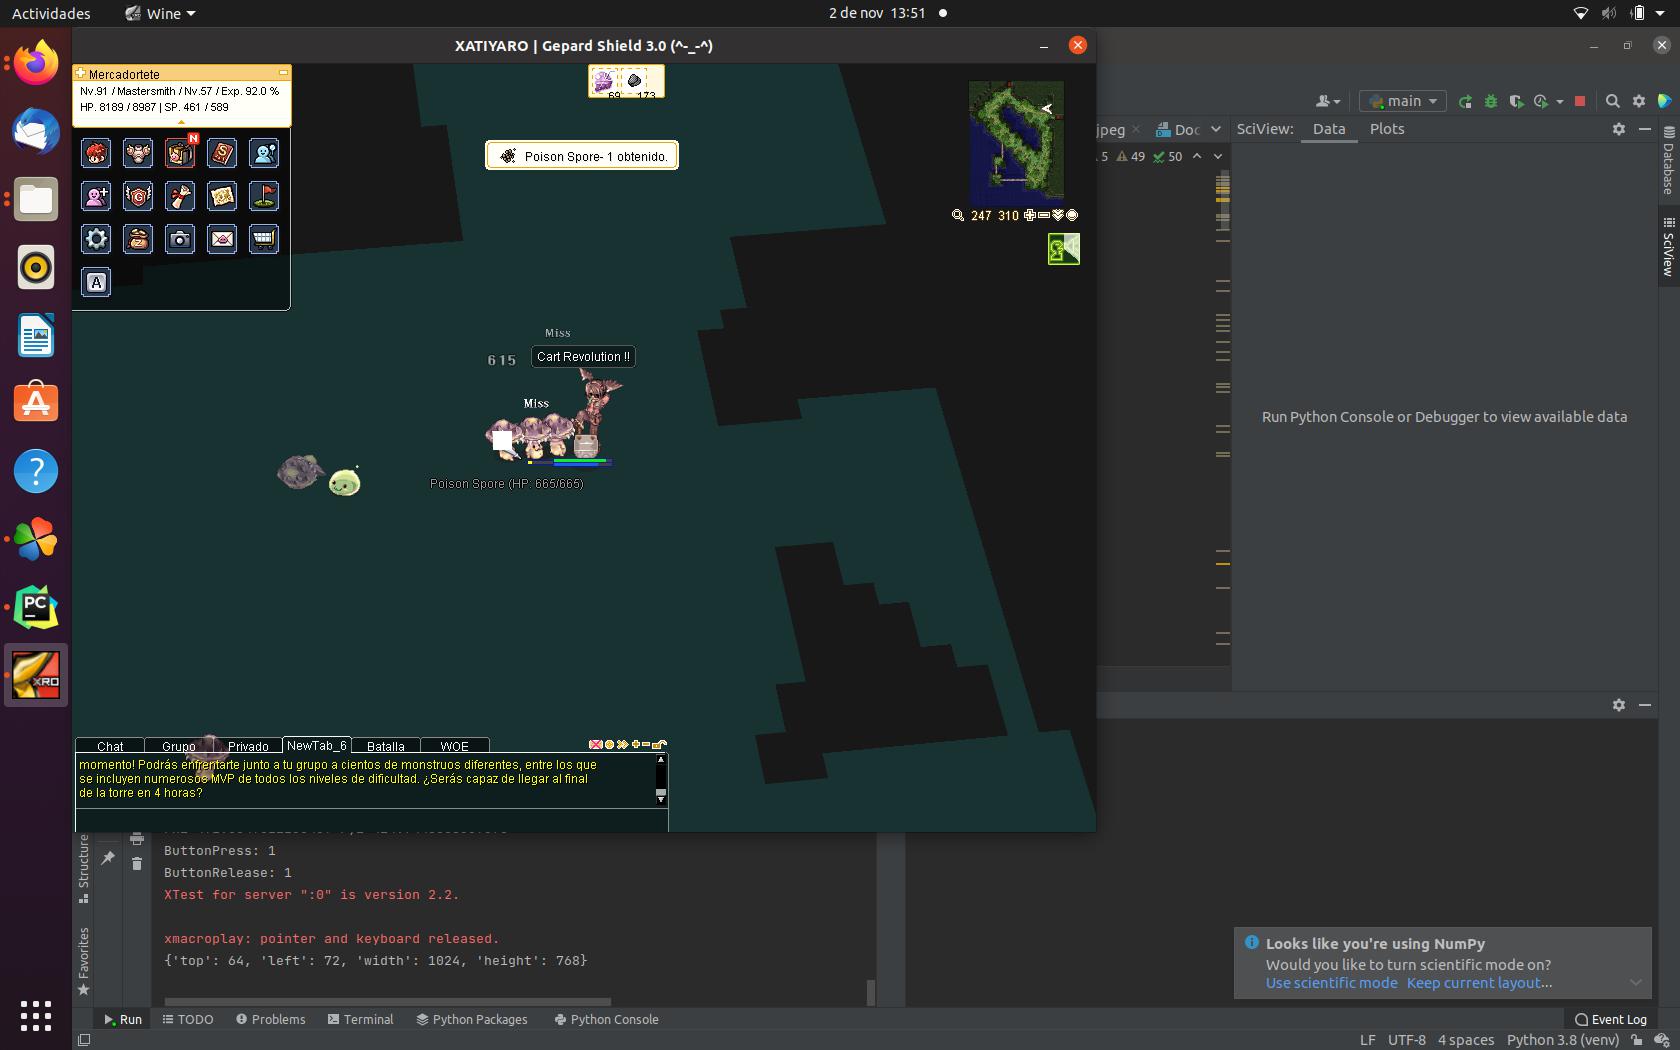 Actividades
Wine
2 de nov 13:51
XATIYARO | Gepard Shield 3.0 (^-_-^)
Mercadortete
Nv.91 / Mastersmith / Nv.57 / Exp. 92.0 %
HP. 8189 / 8987 | SP. 461 / 589
N
69
173
Poison Spore- 1 obtenido.
247 310
Miss
615
Cart Revolution !!
Miss
Poison Spore (HP: 665/665)
Chat
Grupo
Privado
NewTab_6
Batalla
WOE
momento! Podrás enfrentarte junto a tu grupo a cientos de monstruos diferentes, entre los que
se incluyen numerosos MVP de todos los niveles de dificultad. ¿Serás capaz de llegar al final
de la torre en 4 horas?
main
jpeg
Doc
SciView:
Data
Plots
5
49
50
Database
SciView
Run Python Console or Debugger to view available data
Structure
Favorites
ButtonPress: 1
ButtonRelease: 1
XTest for server ":0" is version 2.2.
xmacroplay: pointer and keyboard released.
{'top': 64, 'left': 72, 'width': 1024, 'height': 768}
Looks like you're using NumPy
Would you like to turn scientific mode on?
Use scientific mode Keep current layout...
Run
TODO
Problems
Terminal
Python Packages
Python Console
Event Log
LF UTF-8 4 spaces Python 3.8 (venv)
A
PC
XRO